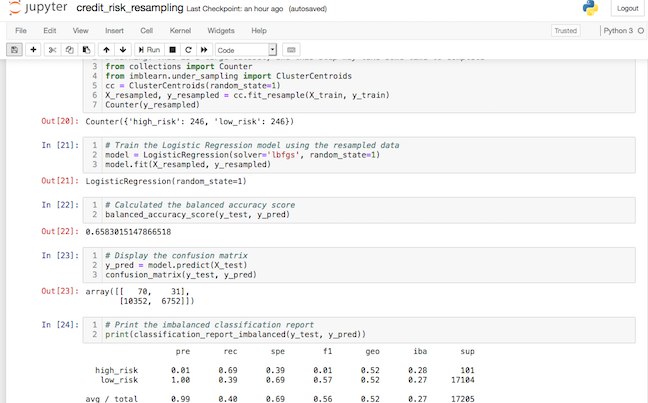 jupyter credit_risk_resampling Last Checkpoint: an hour ago (autosaved)
Logout
File Edit View Insert Cell Kernel Widgets Help
Trusted Python 3
Run Code
3 from collections import Counter
4 from imblearn.under_sampling import ClusterCentroids
5 cc = ClusterCentroids(random_state=1)
6 X_resampled, y_resampled = cc.fit_resample(X_train, y_train)
7 Counter(y_resampled)
Out[20]: Counter({'high_risk': 246, 'low_risk': 246})
In [21]: 1 # Train the Logistic Regression model using the resampled data
2 model = LogisticRegression(solver='lbfgs', random_state=1)
3 model.fit(X_resampled, y_resampled)
Out[21]: LogisticRegression(random_state=1)
In [22]: 1 # Calculated the balanced accuracy score
2 balanced_accuracy_score(y_test, y_pred)
Out[22]: 0.6583015147866518
In [23]: 1 # Display the confusion matrix
2 y_pred = model.predict(X_test)
3 confusion_matrix(y_test, y_pred)
Out[23]: array([[ 70, 31],
[10352, 6752]])
In [24]: 1 # Print the imbalanced classification report
2 print(classification_report_imbalanced(y_test, y_pred))
pre rec spe f1 geo iba sup
high_risk 0.01 0.69 0.39 0.01 0.52 0.28 101
low_risk 1.00 0.39 0.69 0.57 0.52 0.27 17104
avg / total 0.99 0.40 0.69 0.56 0.52 0.27 17205